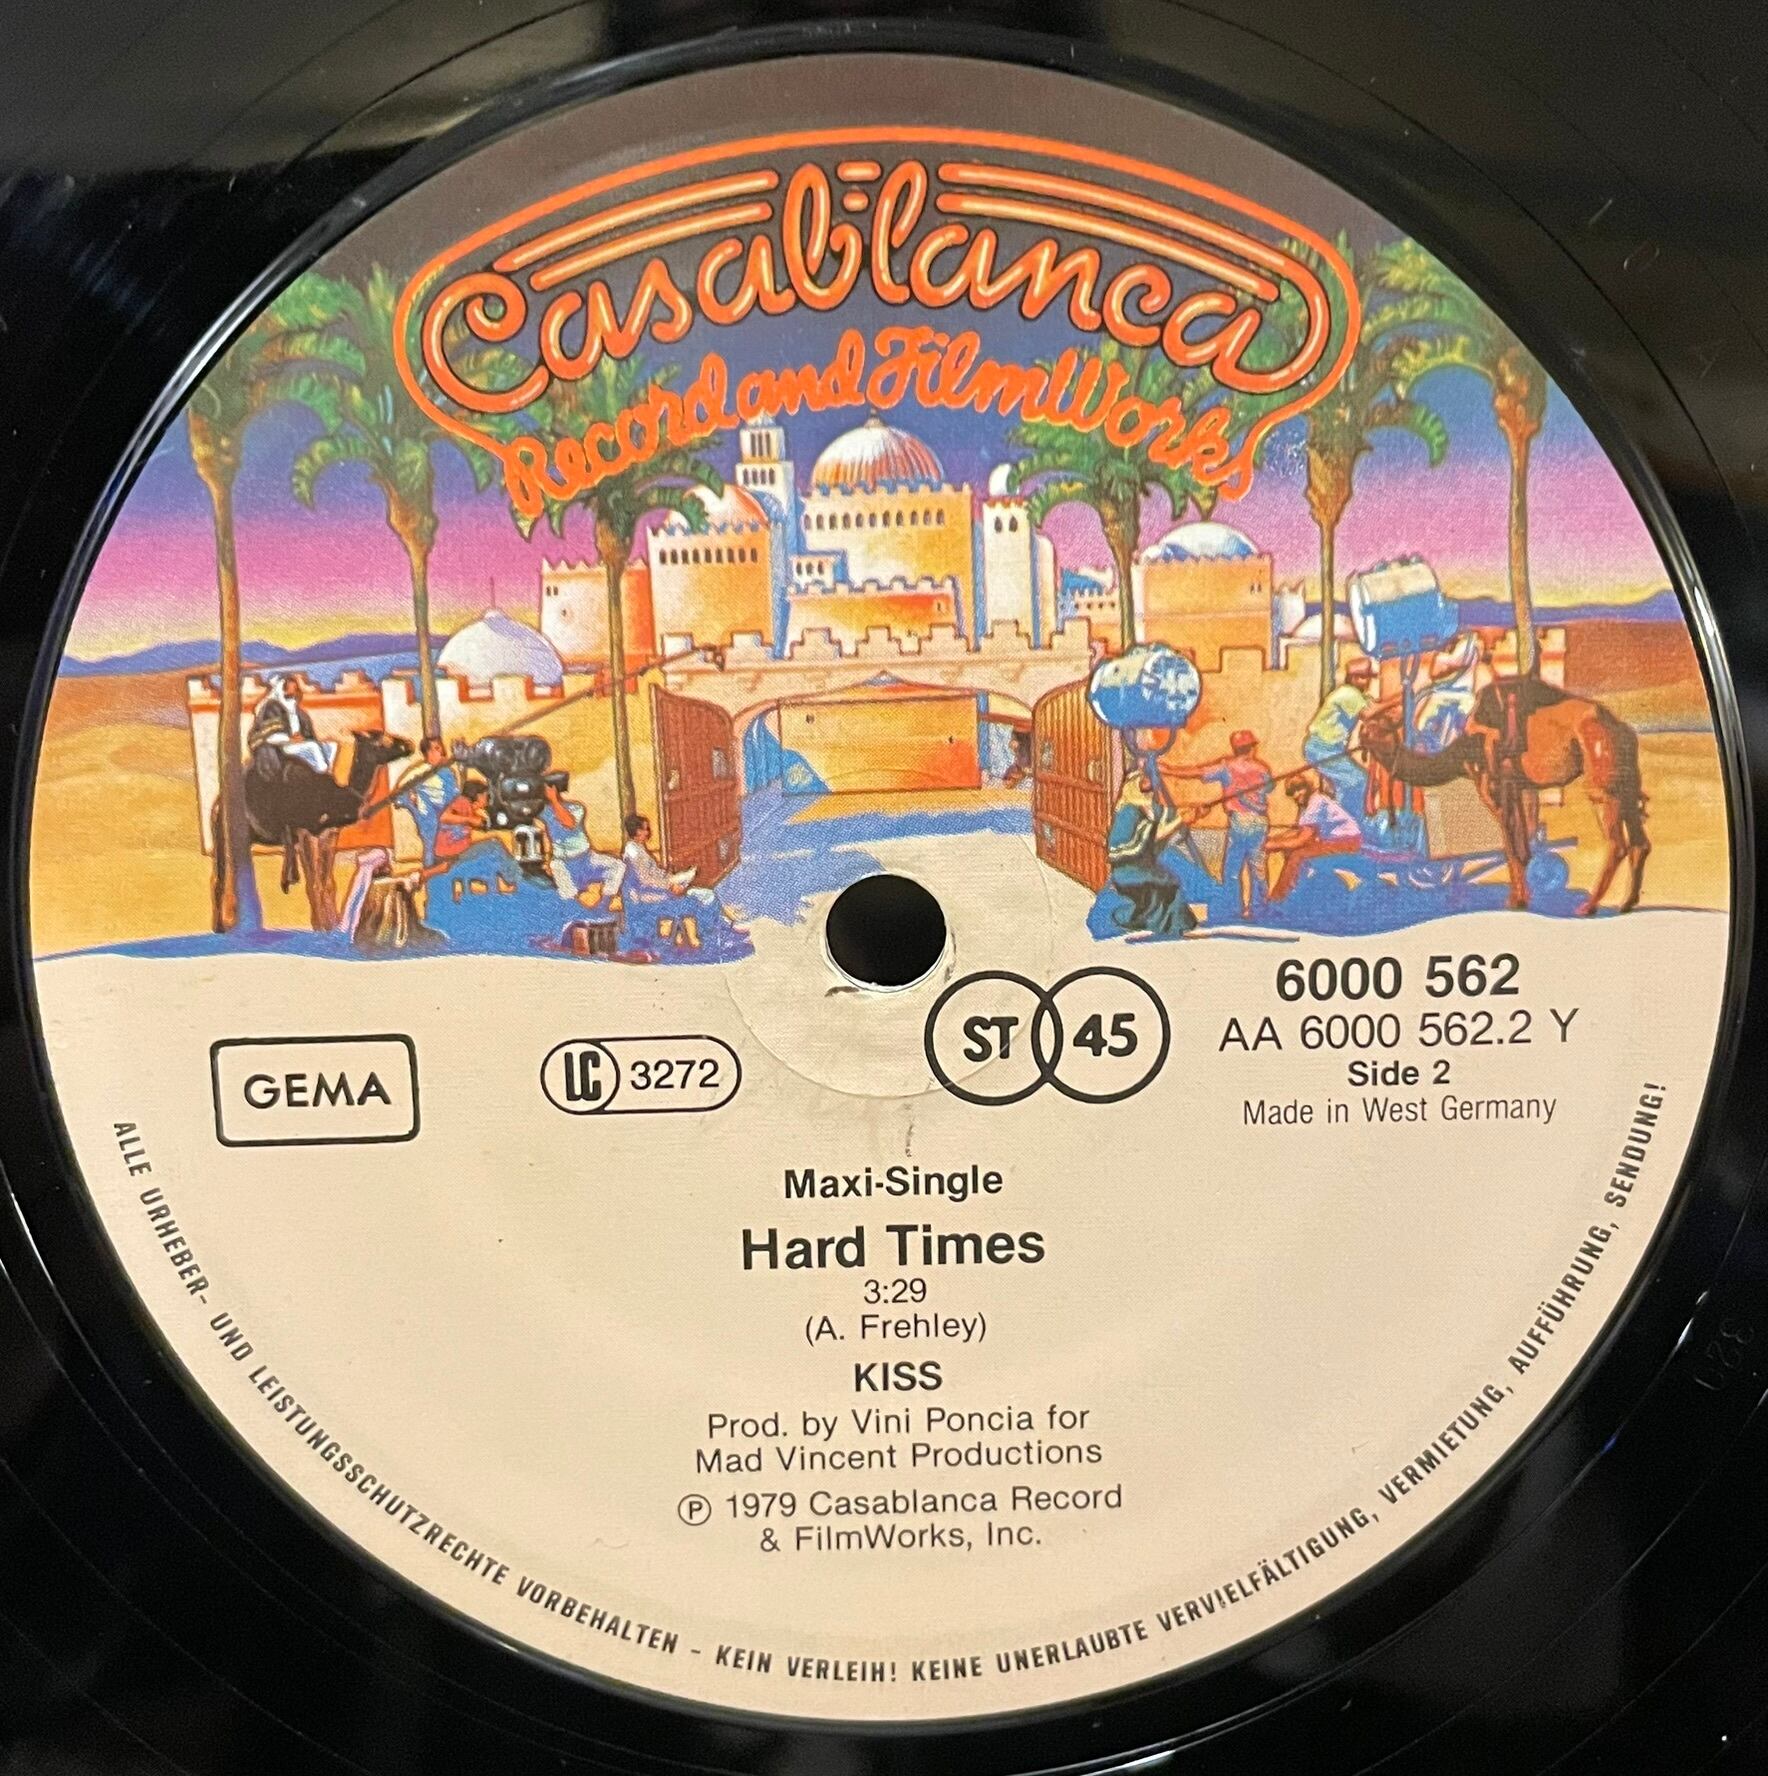 Casablanca
Record and FilmWorks
6000 562
AA 6000 562.2 Y
Side 2
Made in West Germany
GEMA
LC 3272
ST 45
Maxi-Single
Hard Times
3:29
(A. Frehley)
KISS
Prod. by Vini Poncia for
Mad Vincent Productions
℗ 1979 Casablanca Record
& FilmWorks, Inc.
ALLE URHEBER- UND LEISTUNGSSCHUTZRECHTE VORBEHALTEN - KEIN VERLEIH! KEINE UNERLAUBTE VERVIELFÄLTIGUNG, VERMIETUNG, AUFFÜHRUNG, SENDUNG!